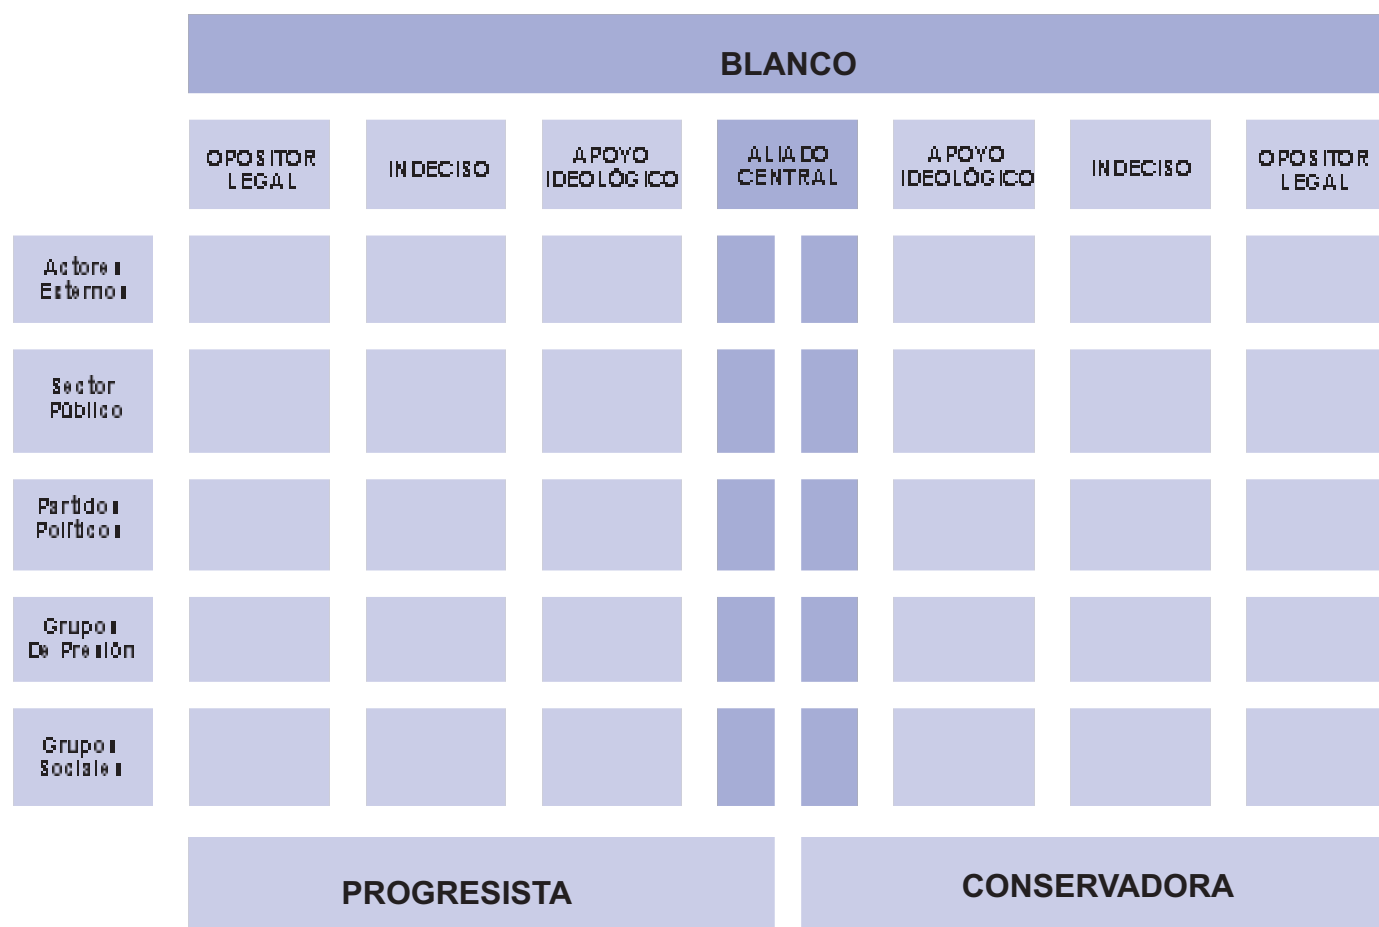 BLANCO
OPOSITOR
LEGAL
INDECISO
APOYO
IDEOLÓGICO
ALIADO
CENTRAL
APOYO
IDEOLÓGICO
INDECISO
OPOSITOR
LEGAL
Actores
Externos
Sector
Público
Partidos
Políticos
Grupos
De Presión
Grupos
Sociales
PROGRESISTA
CONSERVADORA